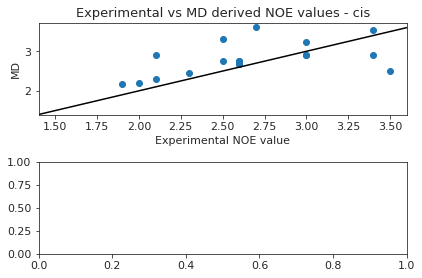 Experimental vs MD derived NOE values - cis
3
2
MD
1.50 1.75 2.00 2.25 2.50 2.75 3.00 3.25 3.50
Experimental NOE value
1.00
0.75
0.50
0.25
0.00
0.0 0.2 0.4 0.6 0.8 1.0